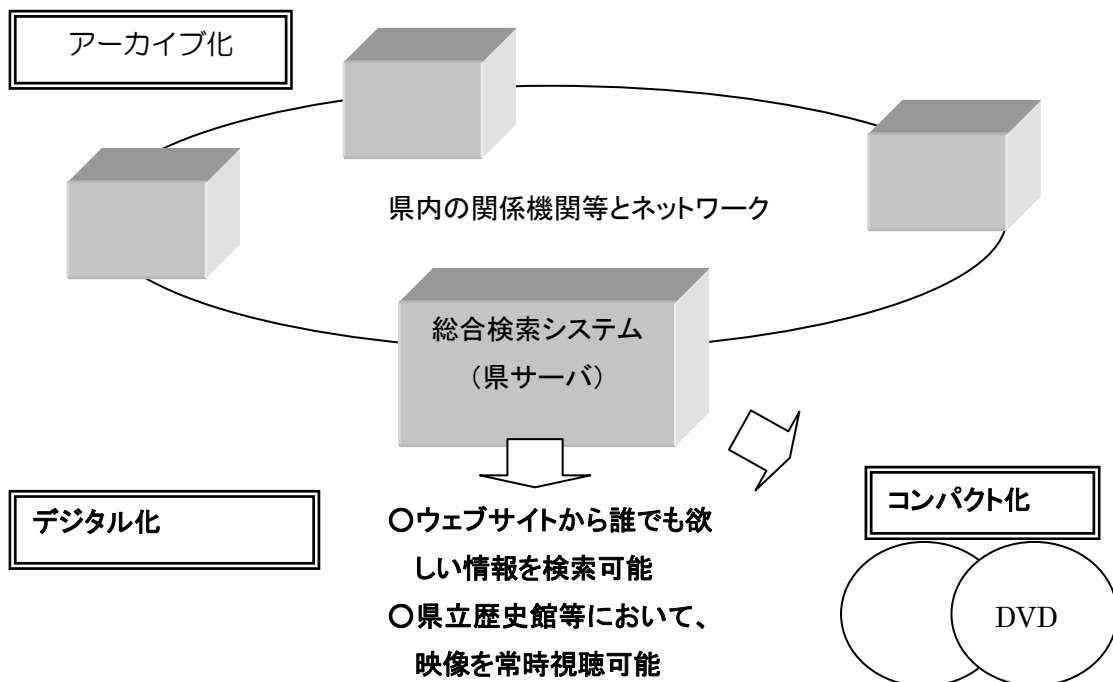 アーカイブ化
県内の関係機関等とネットワーク
総合検索システム
（県サーバ）
デジタル化
○ウェブサイトから誰でも欲
しい情報を検索可能
○県立歴史館等において、
映像を常時視聴可能
コンパクト化
DVD